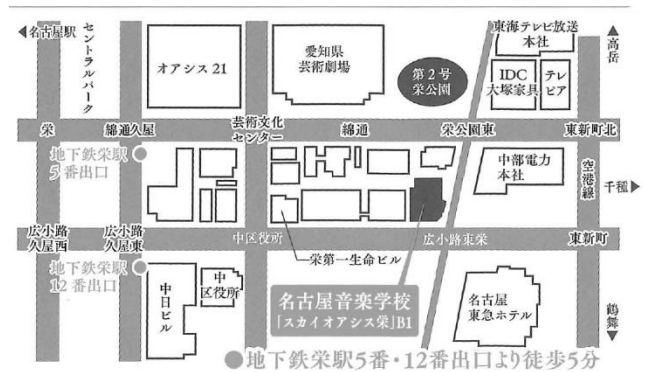 ◀名古屋駅
セントラルパーク
オアシス21
愛知県
芸術劇場
第2号
栄公園
東海テレビ放送
本社
IDC
大塚家具
テレ
ピア
▲高岳
栄
錦通久屋
芸術文化
センター
錦通
栄公園東
東新町北
地下鉄栄駅
5番出口
中部電力
本社
空港線
千種▶
広小路
久屋西
広小路
久屋東
中区役所
広小路東栄
東新町
栄第一生命ビル
地下鉄栄駅
12番出口
中日ビル
中
区役所
名古屋音楽学校
「スカイオアシス栄」B1
名古屋
東急ホテル
鶴舞▼
●地下鉄栄駅5番・12番出口より徒歩5分